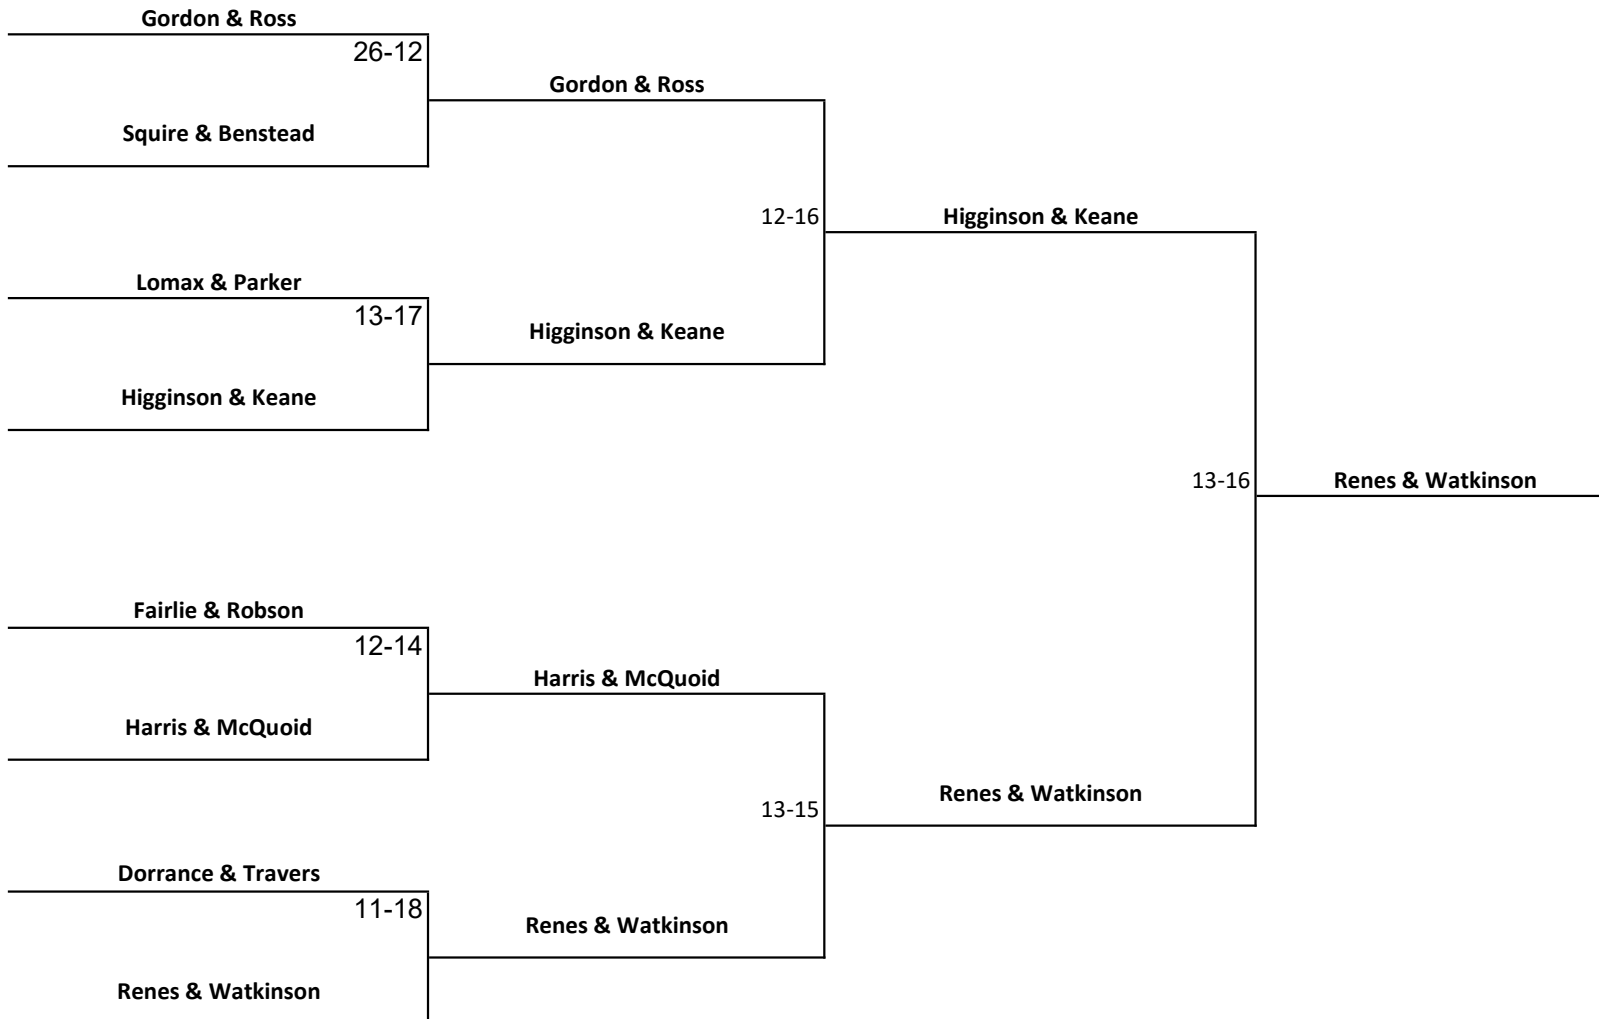 Gordon & Ross
26-12
Gordon & Ross
Squire & Benstead
12-16
Higginson & Keane
Lomax & Parker
13-17
Higginson & Keane
Higginson & Keane
13-16
Renes & Watkinson
Fairlie & Robson
12-14
Harris & McQuoid
Harris & McQuoid
Renes & Watkinson
13-15
Dorrance & Travers
11-18
Renes & Watkinson
Renes & Watkinson